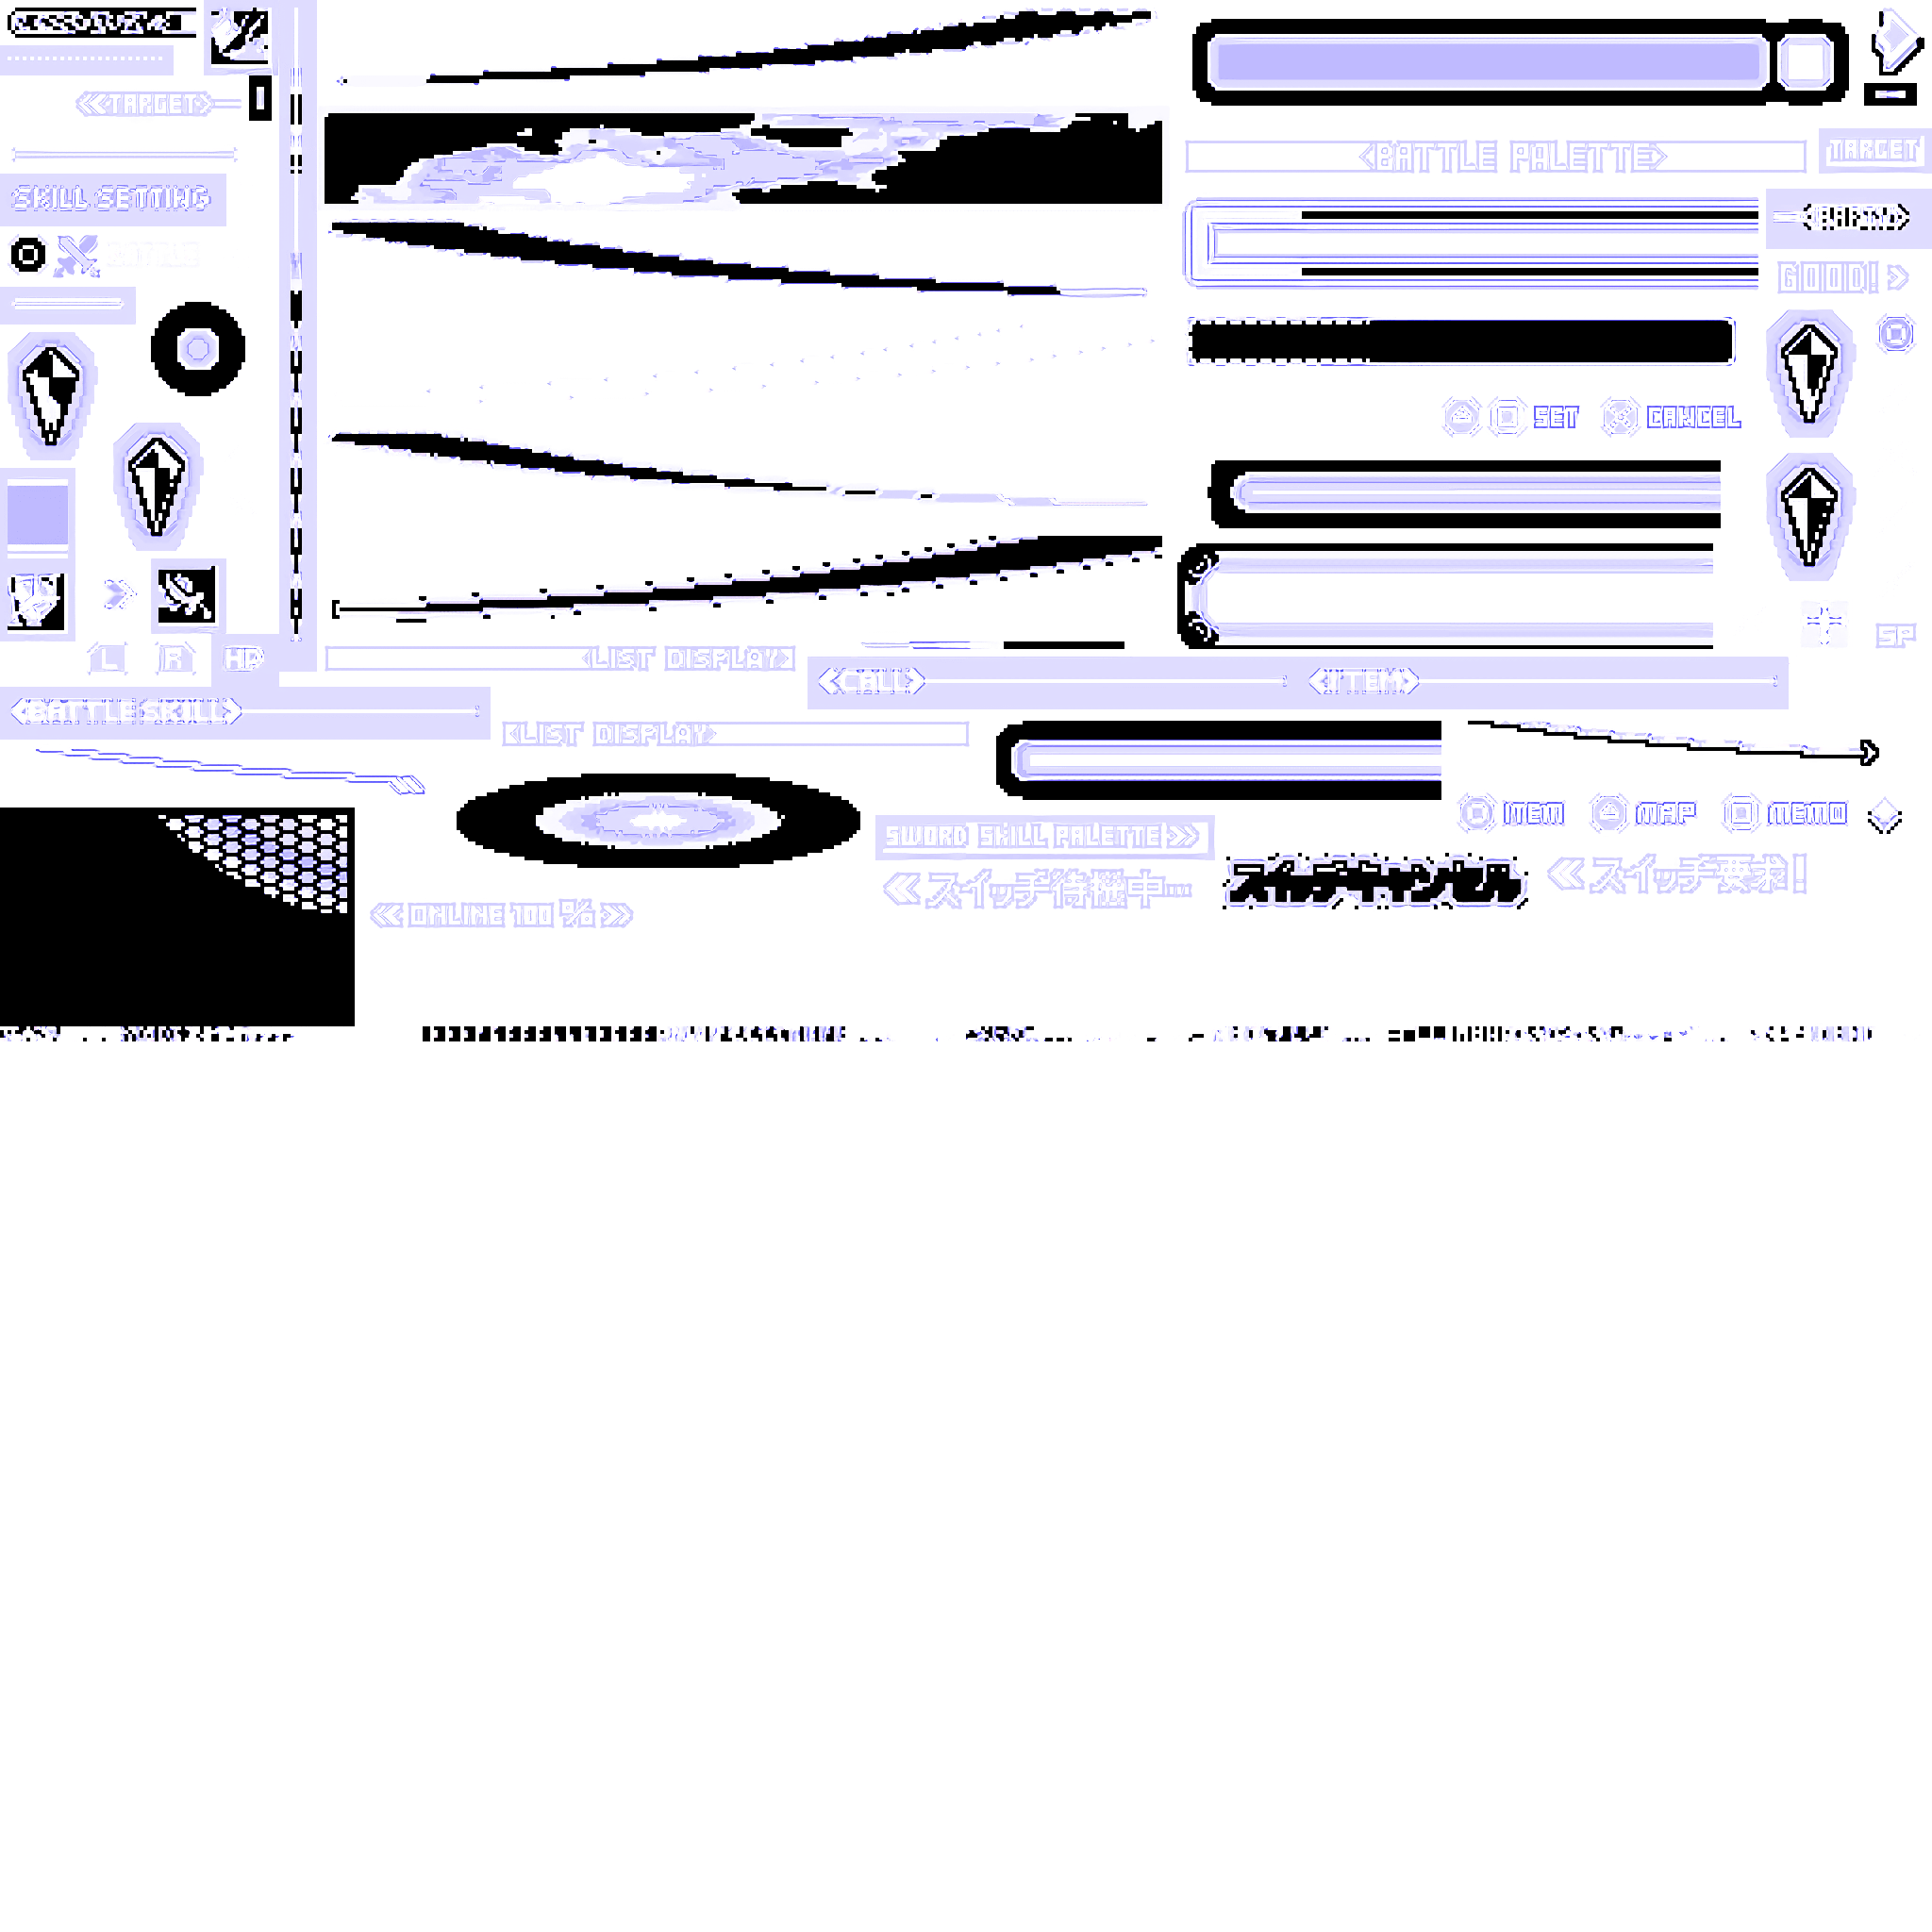 <<TARGET>>
<BATTLE PALETTE>
TARGET
SKILL SETTING
GOOD! >
SET CANCEL
SP
L R HP
<LIST DISPLAY>
<CALL>
<ITEM>
<BATTLE SKILL>
<LIST DISPLAY>
ITEM MAP MEMO
SWORD SKILL PALETTE >>
<< スイッチ待機中…
スイッチキャンセル
<< スイッチ要求!
<< ONLINE 100 % >>